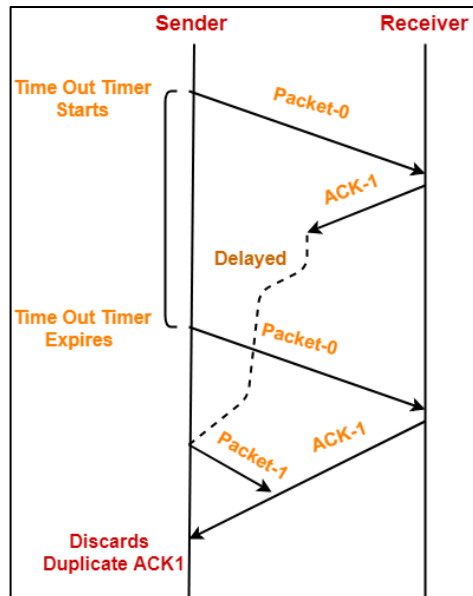 Sender
Receiver
Time Out Timer
Starts
Packet-0
ACK-1
Delayed
Time Out Timer
Expires
Packet-0
ACK-1
Packet-1
Discards
Duplicate ACK1